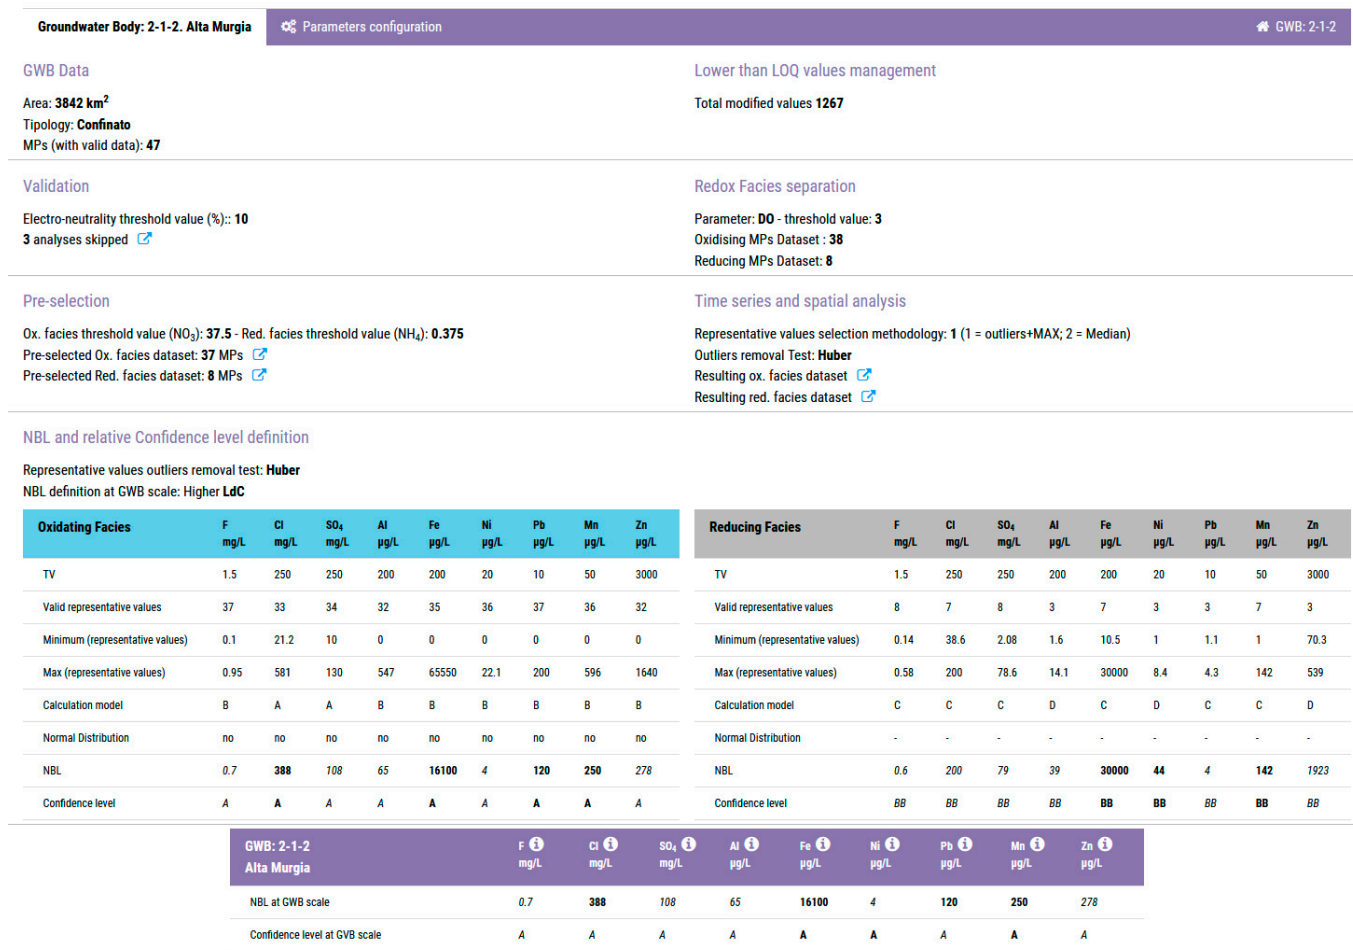 Groundwater Body: 2-1-2. Alta Murgia Parameters configuration GWB: 2-1-2
GWB Data
Area: 3842 km²
Tipology: Confinato
MPs (with valid data): 47
Lower than LOQ values management
Total modified values 1267
Validation
Electro-neutrality threshold value (%):: 10
3 analyses skipped
Redox Facies separation
Parameter: DO - threshold value: 3
Oxidising MPs Dataset : 38
Reducing MPs Dataset: 8
Pre-selection
Ox. facies threshold value (NO₃): 37.5 - Red. facies threshold value (NH₄): 0.375
Pre-selected Ox. facies dataset: 37 MPs
Pre-selected Red. facies dataset: 8 MPs
Time series and spatial analysis
Representative values selection methodology: 1 (1 = outliers+MAX; 2 = Median)
Outliers removal Test: Huber
Resulting ox. facies dataset
Resulting red. facies dataset
NBL and relative Confidence level definition
Representative values outliers removal test: Huber
NBL definition at GWB scale: Higher LdC
Oxidating Facies F Cl SO₄ Al Fe Ni Pb Mn Zn
mg/L mg/L mg/L µg/L µg/L µg/L µg/L µg/L µg/L
TV 1.5 250 250 200 200 20 10 50 3000
Valid representative values 37 33 34 32 35 36 37 36 32
Minimum (representative values) 0.1 21.2 10 0 0 0 0 0 0
Max (representative values) 0.95 581 130 547 65550 22.1 200 596 1640
Calculation model B A A B B B B B B
Normal Distribution no no no no no no no no no
NBL 0.7 388 108 65 16100 4 120 250 278
Confidence level A A A A A A A A A
Reducing Facies F Cl SO₄ Al Fe Ni Pb Mn Zn
mg/L mg/L mg/L µg/L µg/L µg/L µg/L µg/L µg/L
TV 1.5 250 250 200 200 20 10 50 3000
Valid representative values 8 7 8 3 7 3 3 7 3
Minimum (representative values) 0.14 38.6 2.08 1.6 10.5 1 1.1 1 70.3
Max (representative values) 0.58 200 78.6 14.1 30000 8.4 4.3 142 539
Calculation model C C C D C D C C D
Normal Distribution - - - - - - - - -
NBL 0.6 200 79 39 30000 44 4 142 1923
Confidence level BB BB BB BB BB BB BB BB BB
GWB: 2-1-2 F Cl SO₄ Al Fe Ni Pb Mn Zn
Alta Murgia mg/L mg/L mg/L µg/L µg/L µg/L µg/L µg/L µg/L
NBL at GWB scale 0.7 388 108 65 16100 4 120 250 278
Confidence level at GVB scale A A A A A A A A A